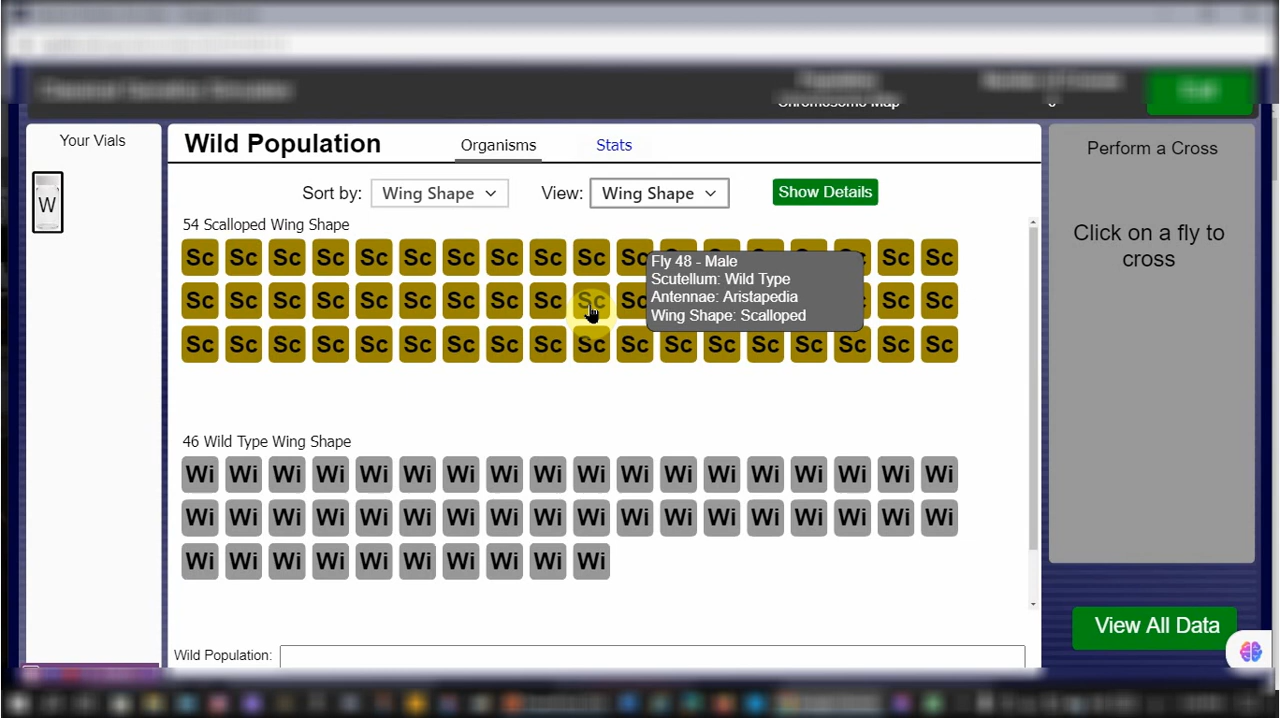 Chromosome Map
Your Vials
W
Wild Population
Organisms
Stats
Perform a Cross
Click on a fly to
cross
Sort by:
Wing Shape
View:
Wing Shape
Show Details
54 Scalloped Wing Shape
Sc Sc Sc Sc Sc Sc Sc Sc Sc Sc Sc Sc Sc
Sc Sc Sc Sc Sc Sc Sc Sc Sc Sc Sc Sc Sc
Sc Sc Sc Sc Sc Sc Sc Sc Sc Sc Sc Sc Sc Sc Sc Sc Sc Sc
Fly 48 - Male
Scutellum: Wild Type
Antennae: Aristapedia
Wing Shape: Scalloped
46 Wild Type Wing Shape
Wi Wi Wi Wi Wi Wi Wi Wi Wi Wi Wi Wi Wi Wi Wi Wi Wi Wi
Wi Wi Wi Wi Wi Wi Wi Wi Wi Wi Wi Wi Wi Wi Wi Wi Wi Wi
Wi Wi Wi Wi Wi Wi Wi Wi Wi Wi
Wild Population:
View All Data